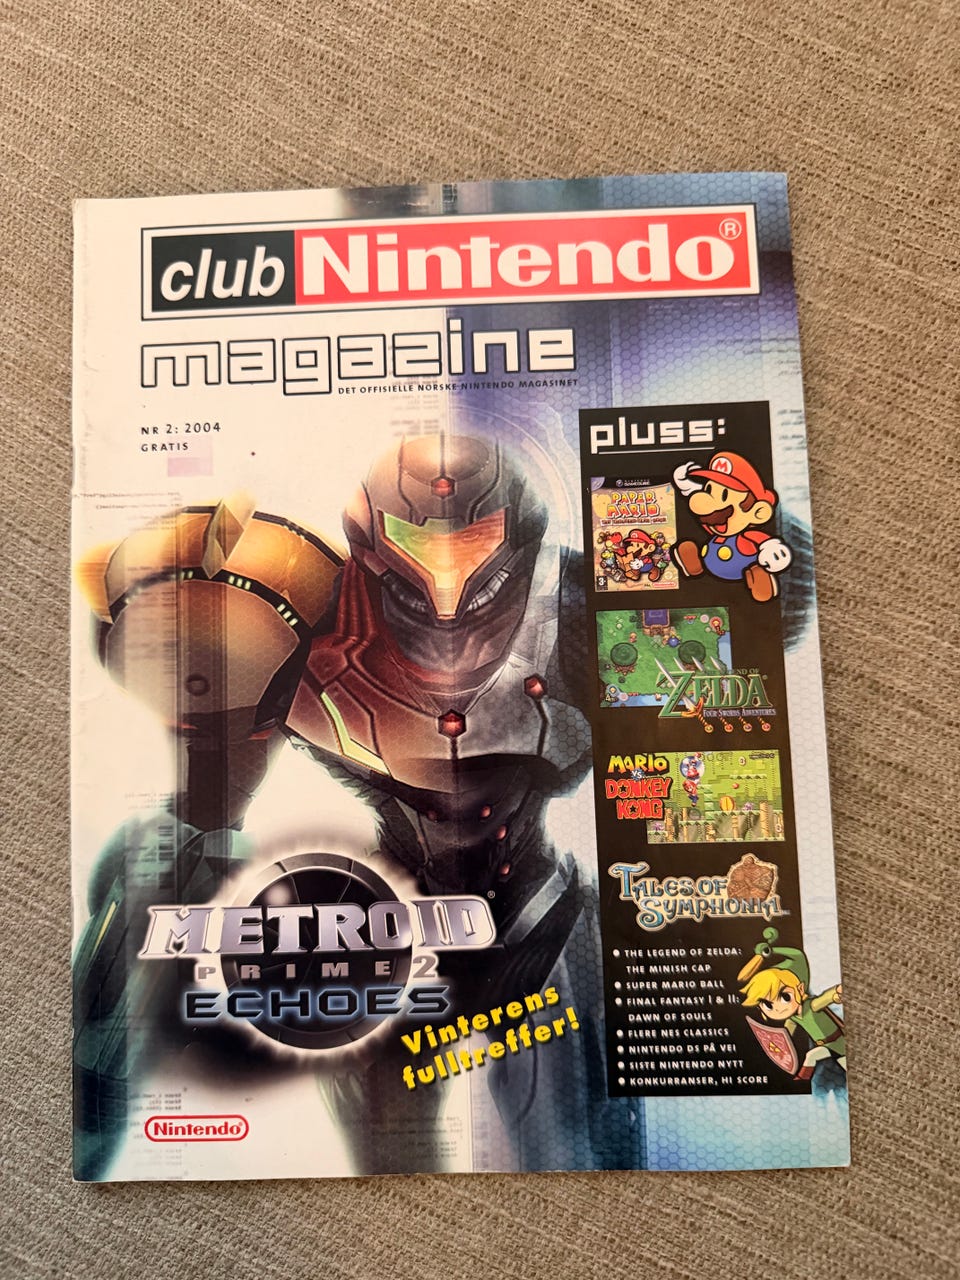 club Nintendo®
magazine
DET OFFISIELLE NORSKE NINTENDO MAGASINET
NR 2: 2004
GRATIS
pluss:
NINTENDO
GAMECUBE
PAPER
MARIO
3+
M
ZELDA
FOUR SWORDS ADVENTURES
MARIO
VS.
DONKEY
KONG
TALES OF
SYMPHONIA
• THE LEGEND OF ZELDA:
THE MINISH CAP
• SUPER MARIO BALL
• FINAL FANTASY I & II:
DAWN OF SOULS
• FLERE NES CLASSICS
• NINTENDO DS PÅ VEI
• SISTE NINTENDO NYTT
• KONKURRANSER, HI SCORE
METROID®
PRIME 2
ECHOES
Vinterens
fulltreffer!
Nintendo®